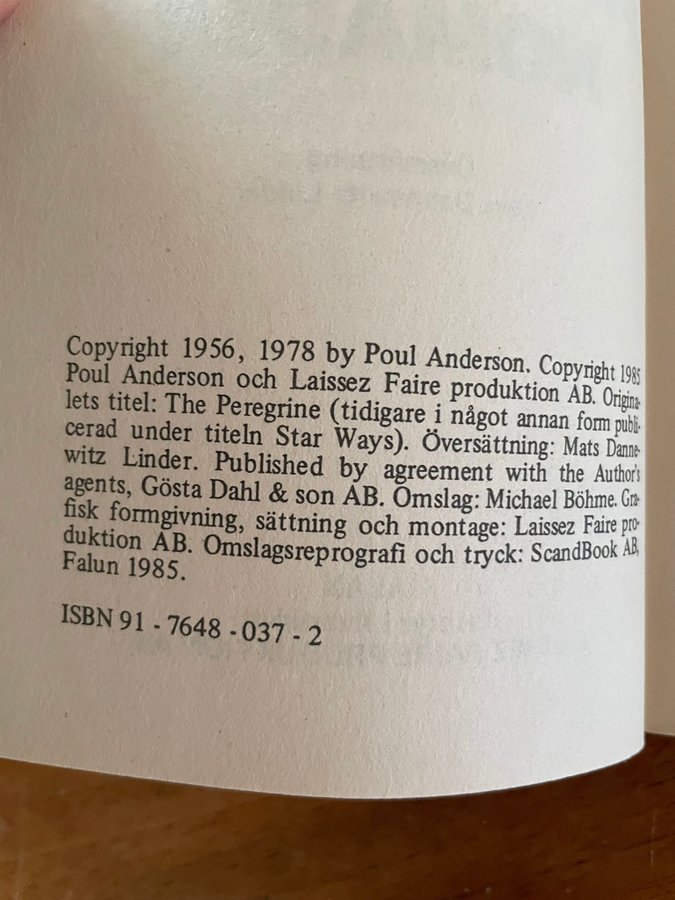 Copyright 1956, 1978 by Poul Anderson. Copyright 1985
Poul Anderson och Laissez Faire produktion AB. Origina-
lets titel: The Peregrine (tidigare i något annan form publi-
cerad under titeln Star Ways). Översättning: Mats Danne-
witz Linder. Published by agreement with the Author's
agents, Gösta Dahl & son AB. Omslag: Michael Böhme. Gra-
fisk formgivning, sättning och montage: Laissez Faire pro-
duktion AB. Omslagsreprografi och tryck: ScandBook AB,
Falun 1985.
ISBN 91 - 7648 - 037 - 2